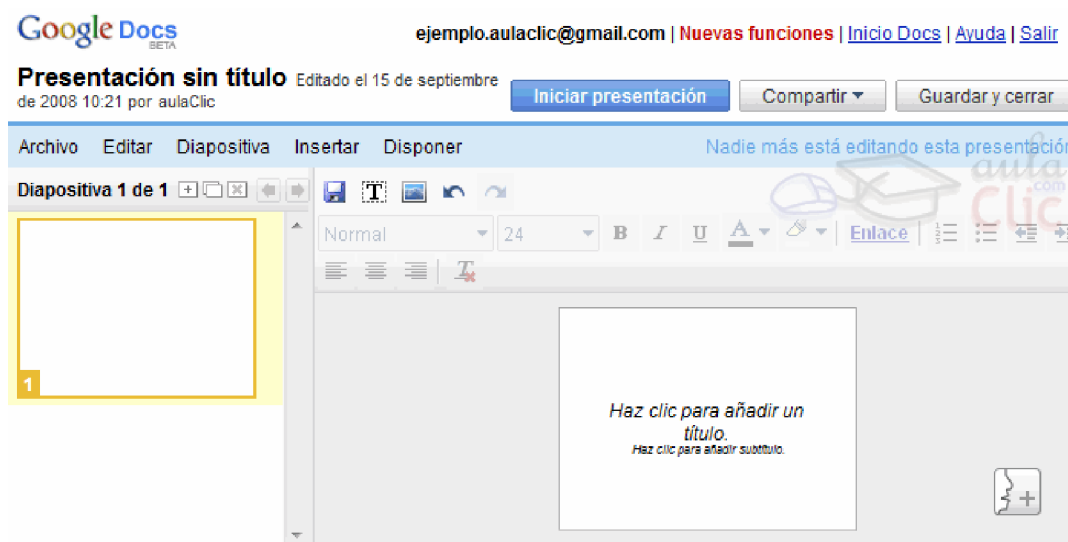 Google Docs
BETA
ejemplo.aulaclic@gmail.com | Nuevas funciones | Inicio Docs | Ayuda | Salir
Presentación sin título Editado el 15 de septiembre
de 2008 10:21 por aulaClic
Iniciar presentación Compartir Guardar y cerrar
Archivo Editar Diapositiva Insertar Disponer Nadie más está editando esta presentación
aula
Clic
.com
Diapositiva 1 de 1
T
Normal 24 B I U A Enlace
1
Haz clic para añadir un
título.
Haz clic para añadir subtítulo.